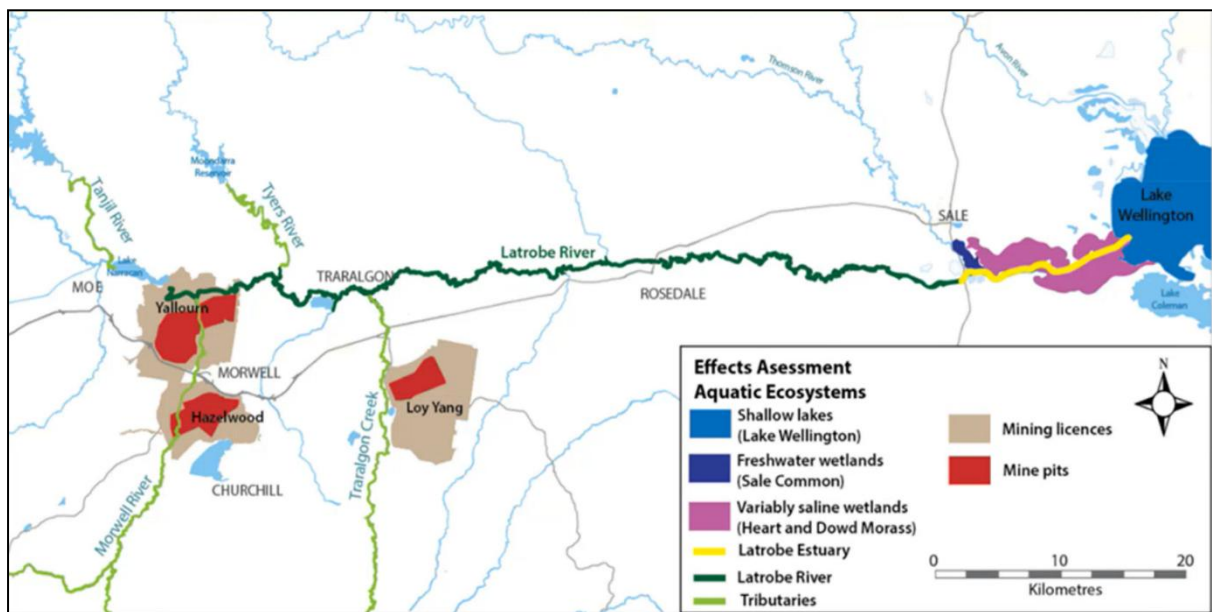 Thomson River
Avon River
Moondarra
Reservoir
Tanjil River
Tyers River
Lake
Wellington
SALE
Lake
Narracan
MOE
TRARALGON
Latrobe River
Yallourn
ROSEDALE
Lake
Coleman
MORWELL
Hazelwood
Loy Yang
CHURCHILL
Morwell River
Traralgon Creek
Effects Asessment
Aquatic Ecosystems
Shallow lakes
(Lake Wellington)
Freshwater wetlands
(Sale Common)
Variably saline wetlands
(Heart and Dowd Morass)
Latrobe Estuary
Latrobe River
Tributaries
Mining licences
Mine pits
N
0 10 20
Kilometres